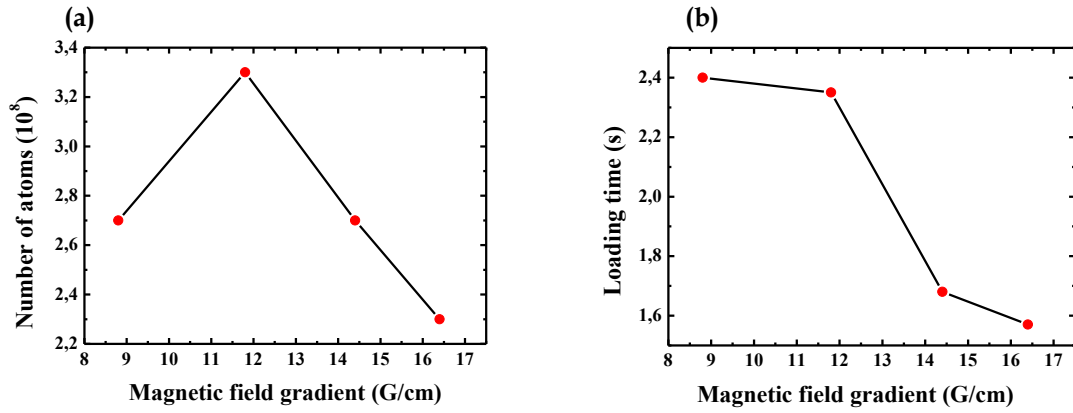 (a)
3,4
3,2
3,0
2,8
2,6
2,4
2,2
Number of atoms (10⁸)
8 9 10 11 12 13 14 15 16 17
Magnetic field gradient (G/cm)
(b)
2,4
2,2
2,0
1,8
1,6
Loading time (s)
8 9 10 11 12 13 14 15 16 17
Magnetic field gradient (G/cm)